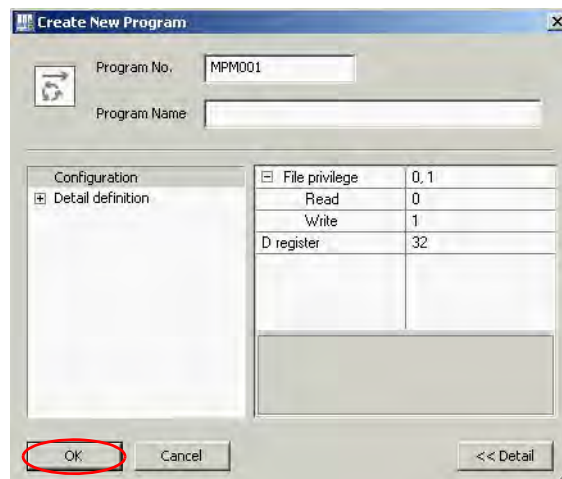 Create New Program
Program No. MPM001
Program Name
Configuration
Detail definition
File privilege 0, 1
Read 0
Write 1
D register 32
OK Cancel << Detail